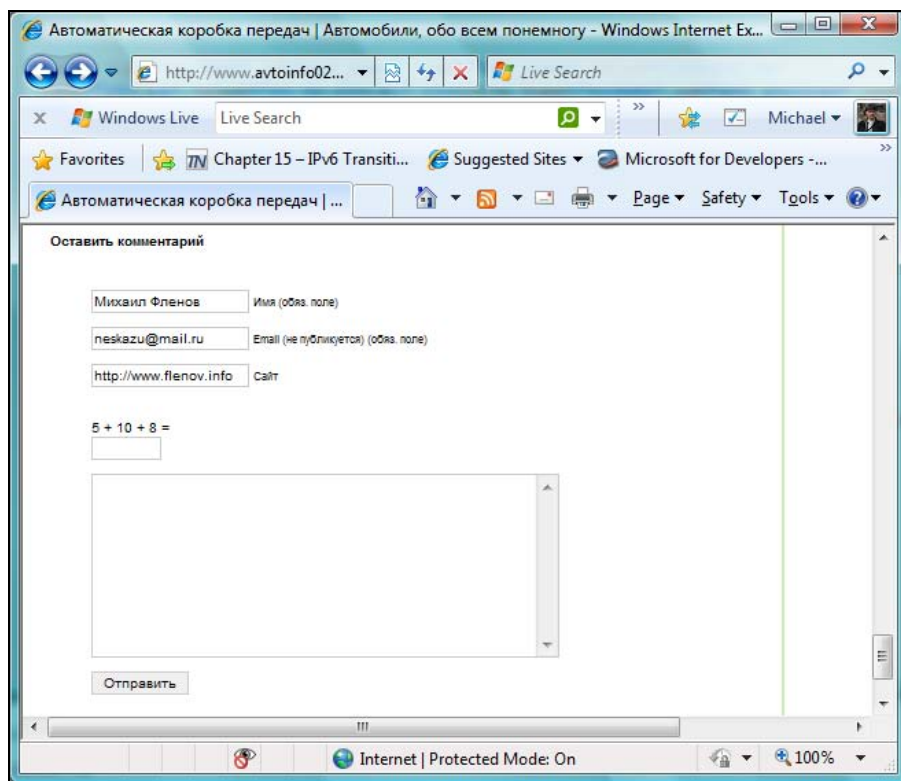 Автоматическая коробка передач | Автомобили, обо всем понемногу - Windows Internet Ex...
http://www.avtoinfo02... Live Search
x Windows Live Live Search >> Michael
Favorites TN Chapter 15 – IPv6 Transiti... Suggested Sites Microsoft for Developers -... >>
Автоматическая коробка передач | ... Page Safety Tools
Оставить комментарий
Михаил Фленов Имя (обяз. поле)
neskazu@mail.ru Email (не публикуется) (обяз. поле)
http://www.flenov.info Сайт
5 + 10 + 8 =
Отправить
Internet | Protected Mode: On 100%